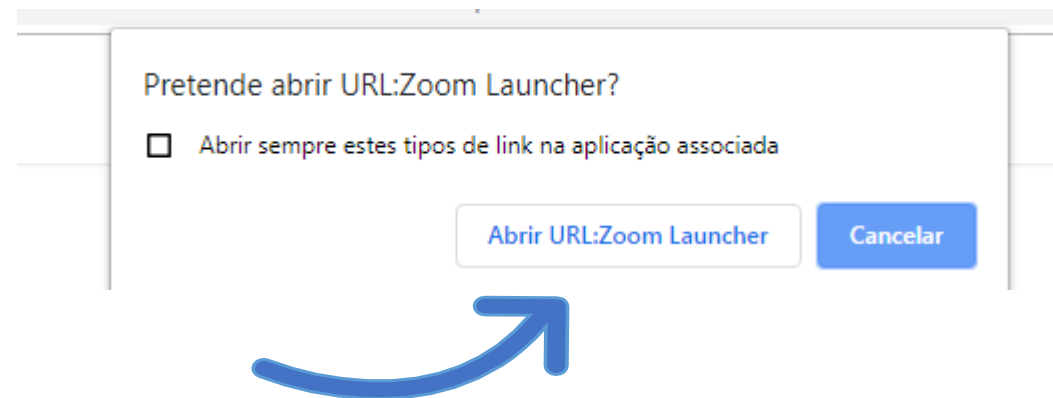 Pretende abrir URL:Zoom Launcher?
Abrir sempre estes tipos de link na aplicação associada
Abrir URL:Zoom Launcher Cancelar